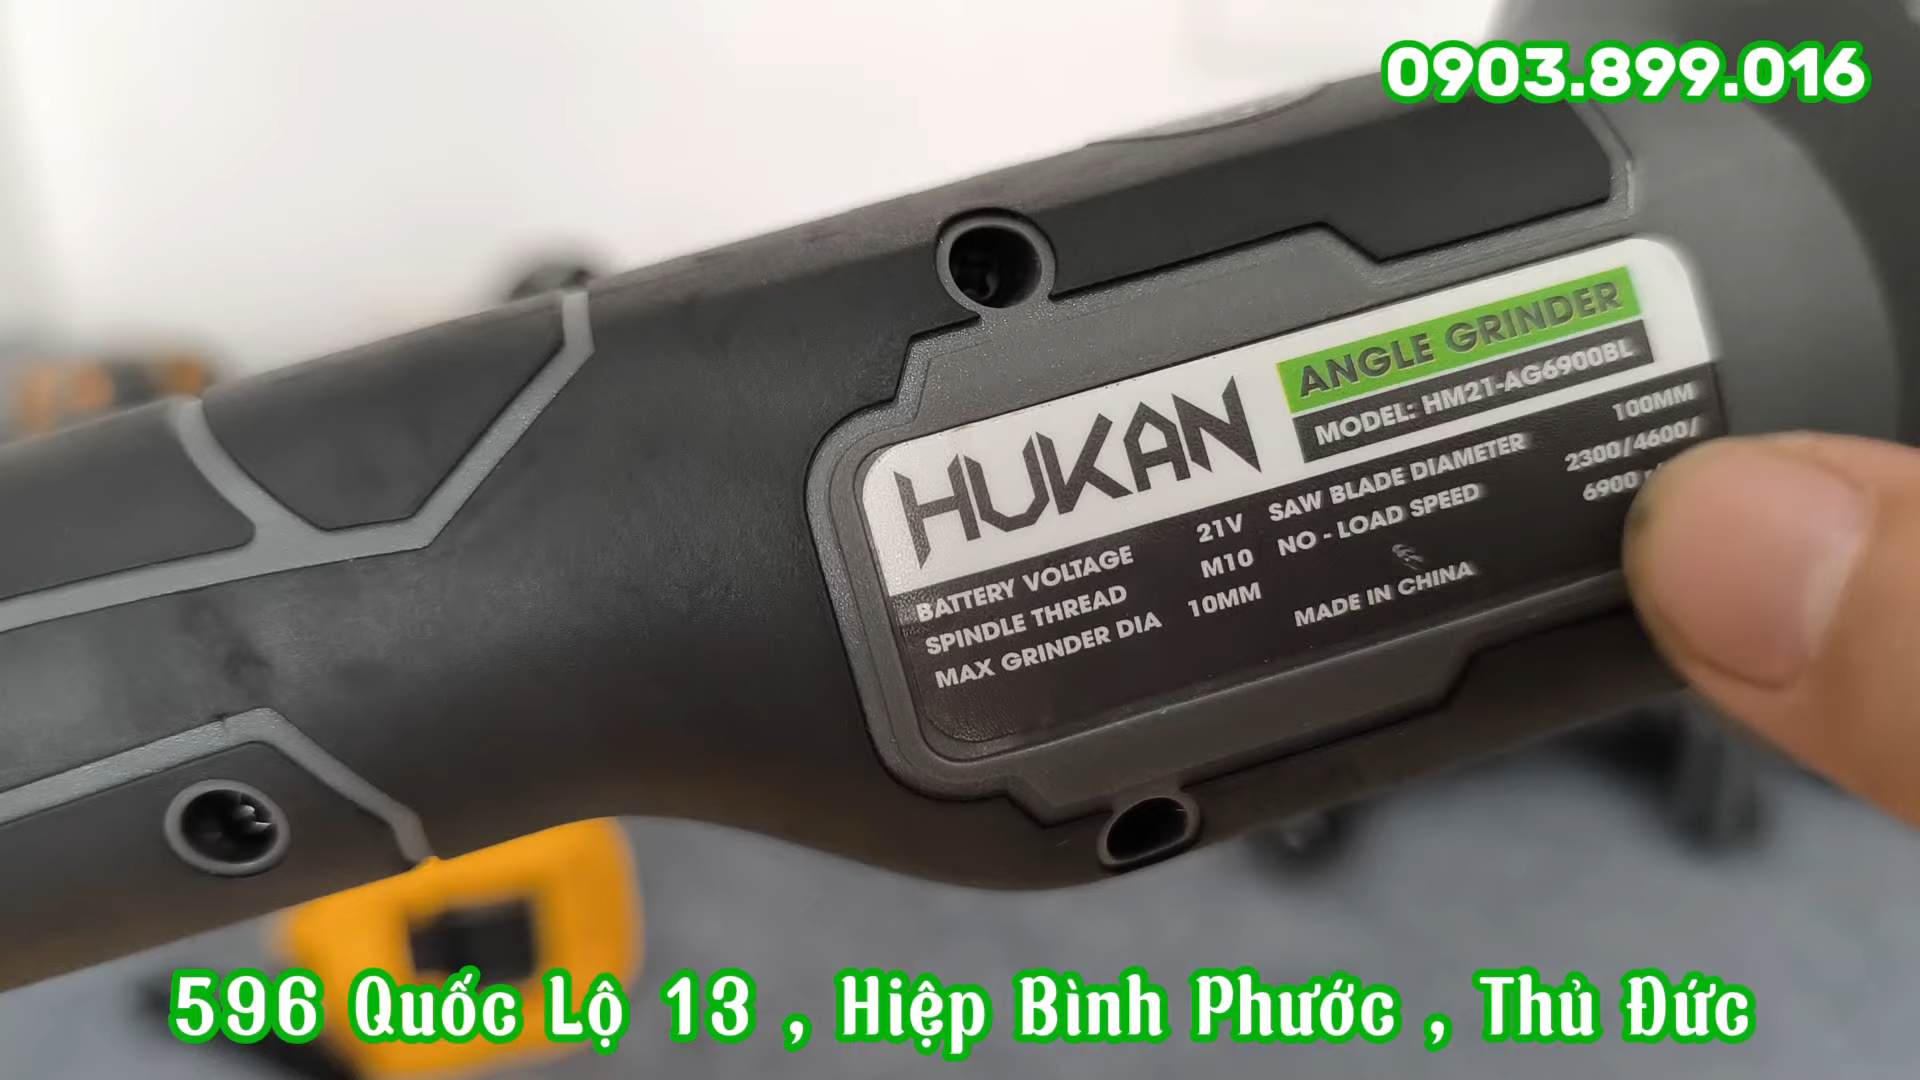 0903.899.016
ANGLE GRINDER
HUKAN
MODEL: HM21-AG6900BL
BATTERY VOLTAGE 21V
SAW BLADE DIAMETER 100MM
SPINDLE THREAD M10
NO - LOAD SPEED 2300/4600/
6900
MAX GRINDER DIA 10MM
MADE IN CHINA
596 Quốc Lộ 13 , Hiệp Bình Phước , Thủ Đức